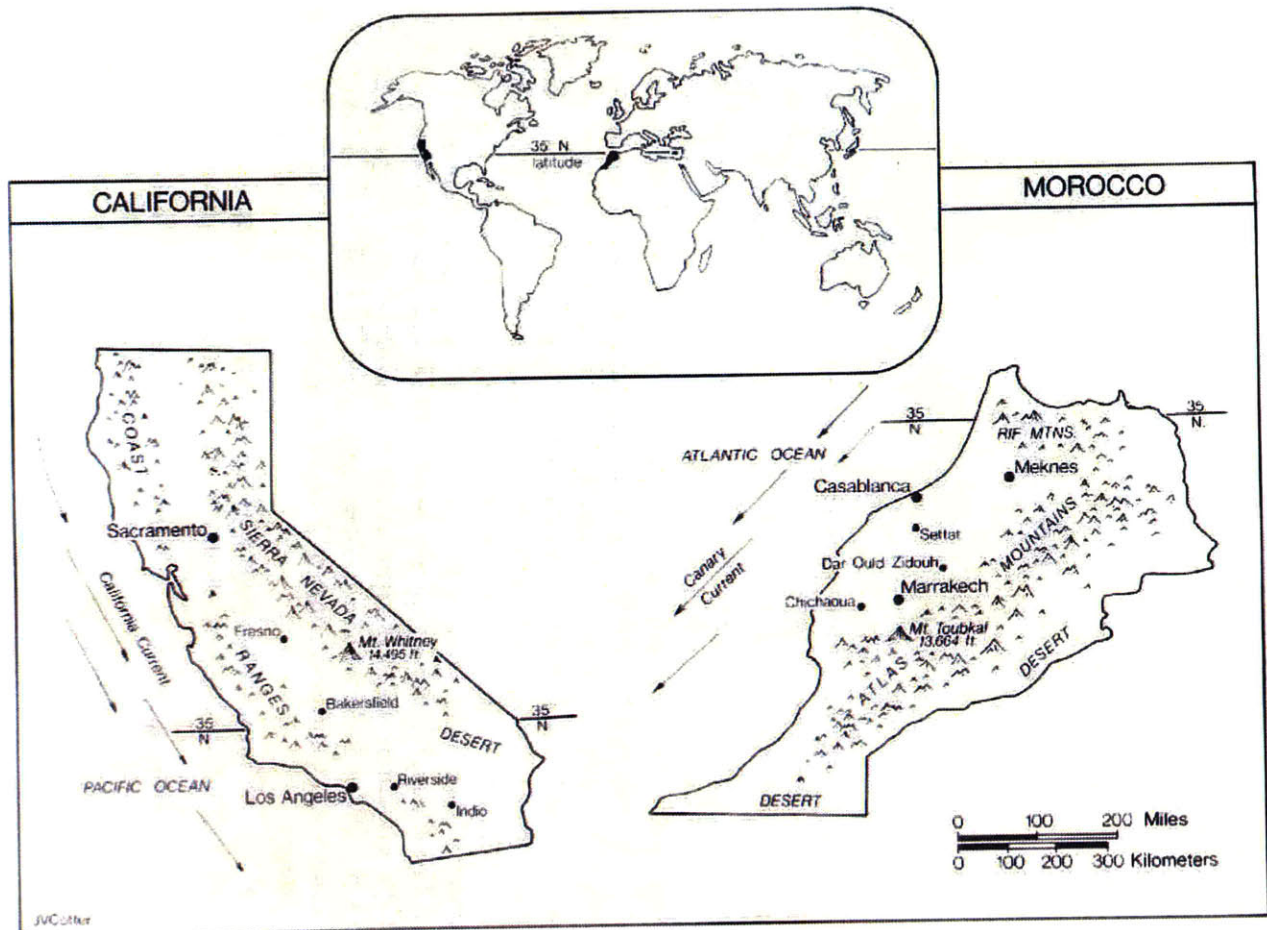 35 N
latitude
CALIFORNIA
MOROCCO
COAST
RANGES
Sacramento
SIERRA NEVADA
California Current
Fresno
Mt. Whitney
14,495 ft.
Bakersfield
35
N
35
N
DESERT
PACIFIC OCEAN
Los Angeles
Riverside
Indio
35
N
35
N.
ATLANTIC OCEAN
RIF MTNS.
Meknes
Casablanca
Settat
Canary
Current
Dar Ould Zidouh
MOUNTAINS
Marrakech
Chichaoua
Mt. Toubkal
13,664 ft.
ATLAS
DESERT
DESERT
0 100 200 Miles
0 100 200 300 Kilometers